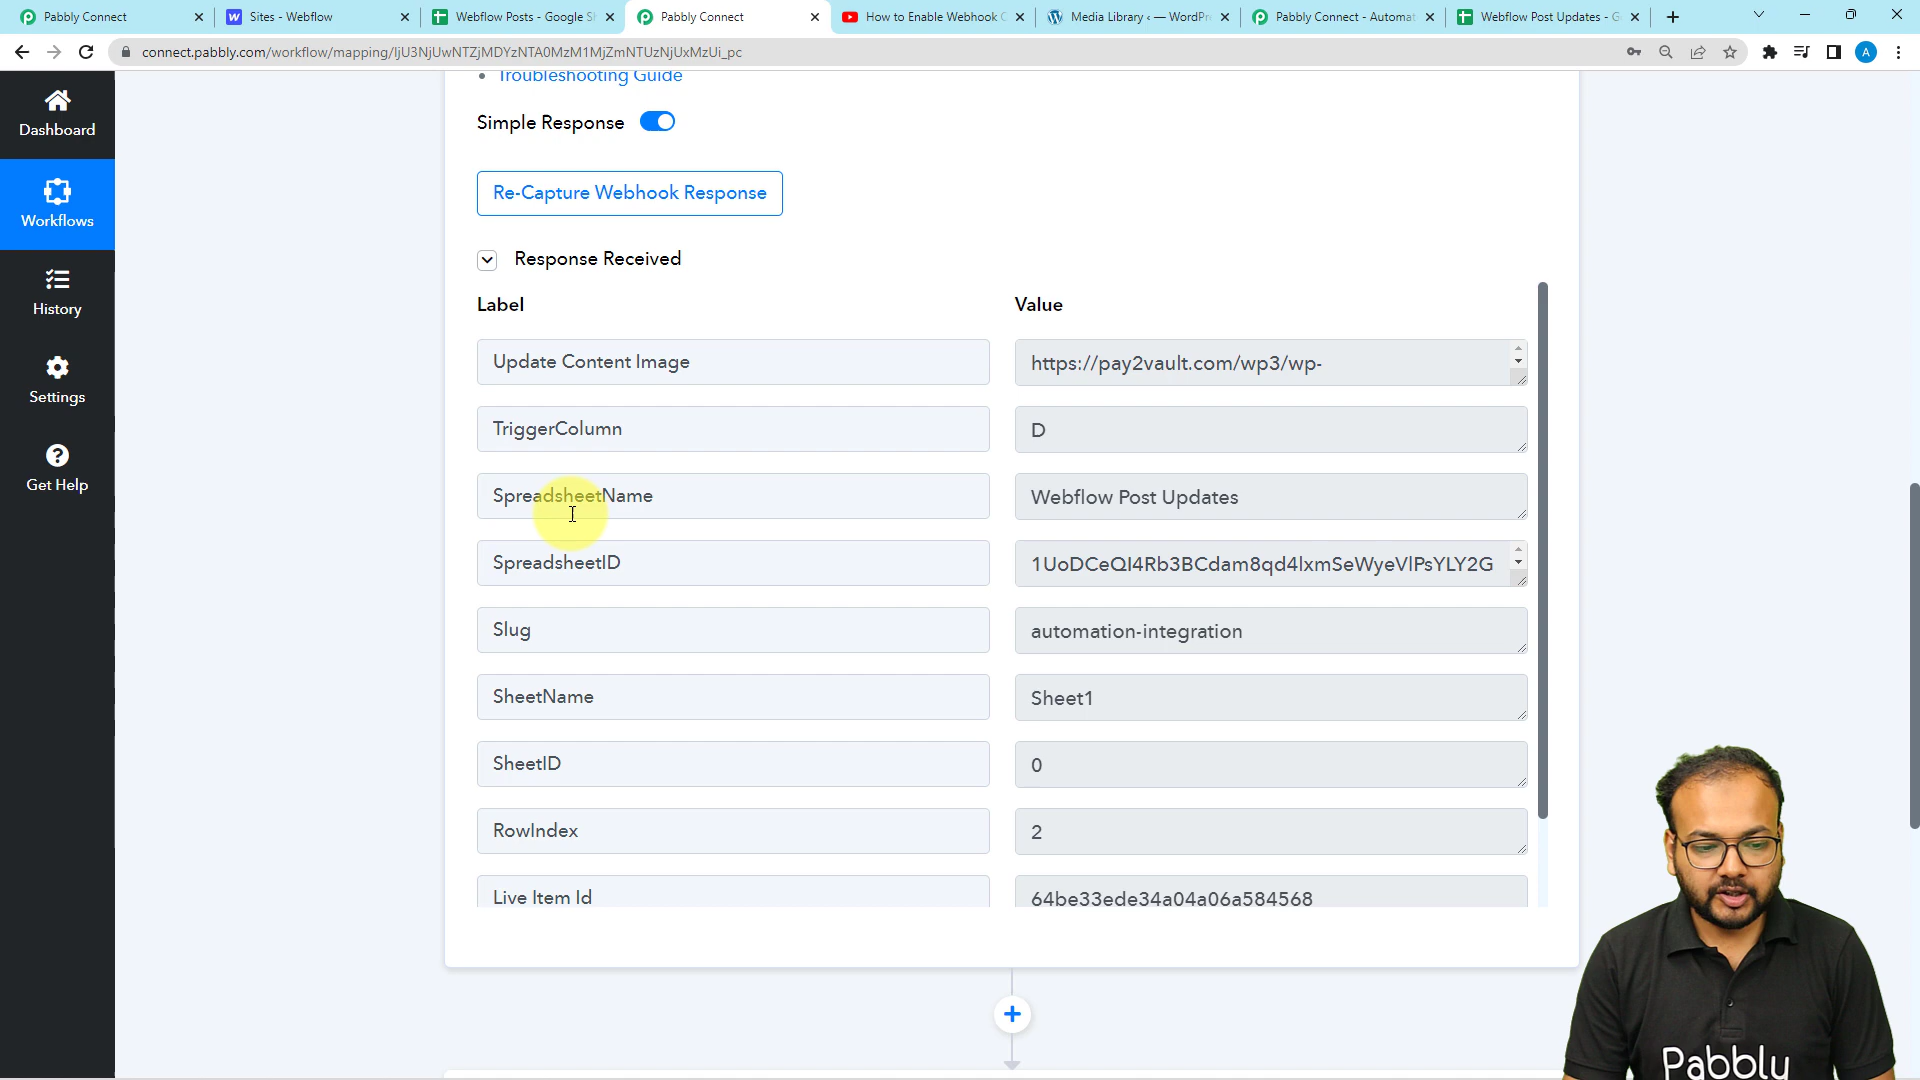 Pabbly Connect
Sites - Webflow
Webflow Posts - Google S
Pabbly Connect
How to Enable Webhook
Media Library ‹ — WordPr
Pabbly Connect - Automat
Webflow Post Updates - G
connect.pabbly.com/workflow/mapping/IjU3NjUwNTZjMDYzNTA0MzM1MjZmNTUzNjUxMzUi_pc
A
Dashboard
Workflows
History
Settings
Get Help
Troubleshooting Guide
Simple Response
Re-Capture Webhook Response
Response Received
Label Value
Update Content Image https://pay2vault.com/wp3/wp-
TriggerColumn D
SpreadsheetName Webflow Post Updates
SpreadsheetID 1UoDCeQI4Rb3BCdam8qd4lxmSeWyeVlPsYLY2G
Slug automation-integration
SheetName Sheet1
SheetID 0
RowIndex 2
Live Item Id 64be33ede34a04a06a584568
Pabbly